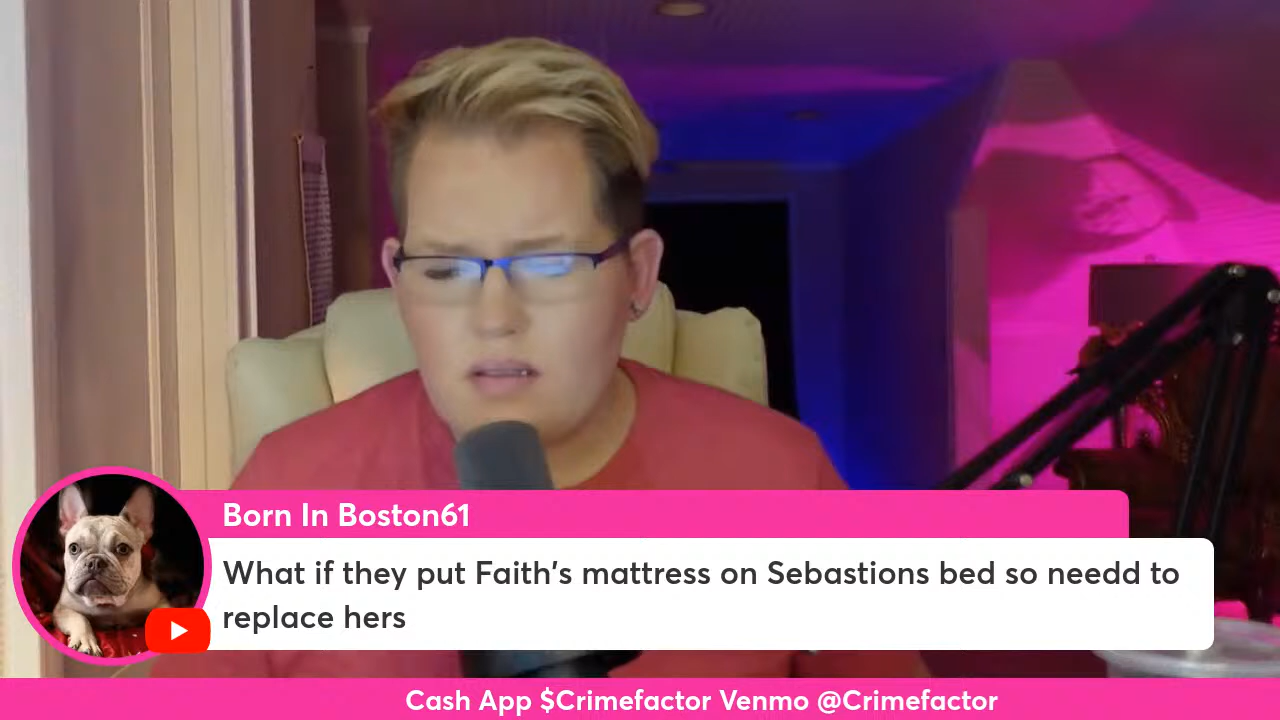 Born In Boston61
What if they put Faith's mattress on Sebastions bed so needd to
replace hers
Cash App $Crimefactor Venmo @Crimefactor